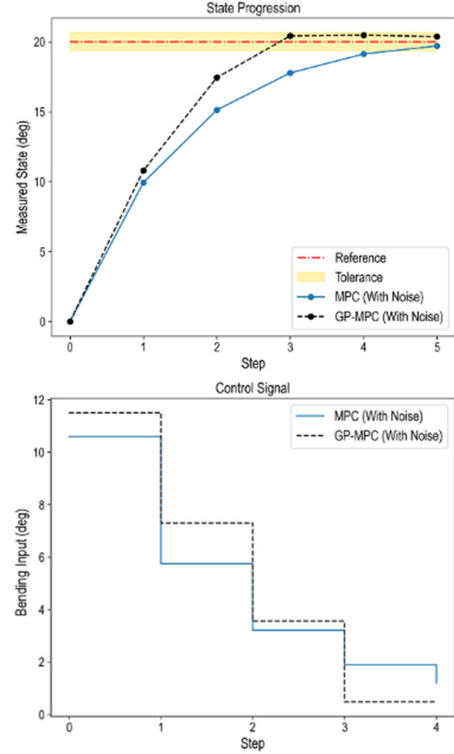 State Progression
20
15
10
5
0
Measured State (deg)
Reference
Tolerance
MPC (With Noise)
GP-MPC (With Noise)
0 1 2 3 4 5
Step
Control Signal
12
10
8
6
4
2
0
Bending Input (deg)
MPC (With Noise)
GP-MPC (With Noise)
0 1 2 3 4
Step